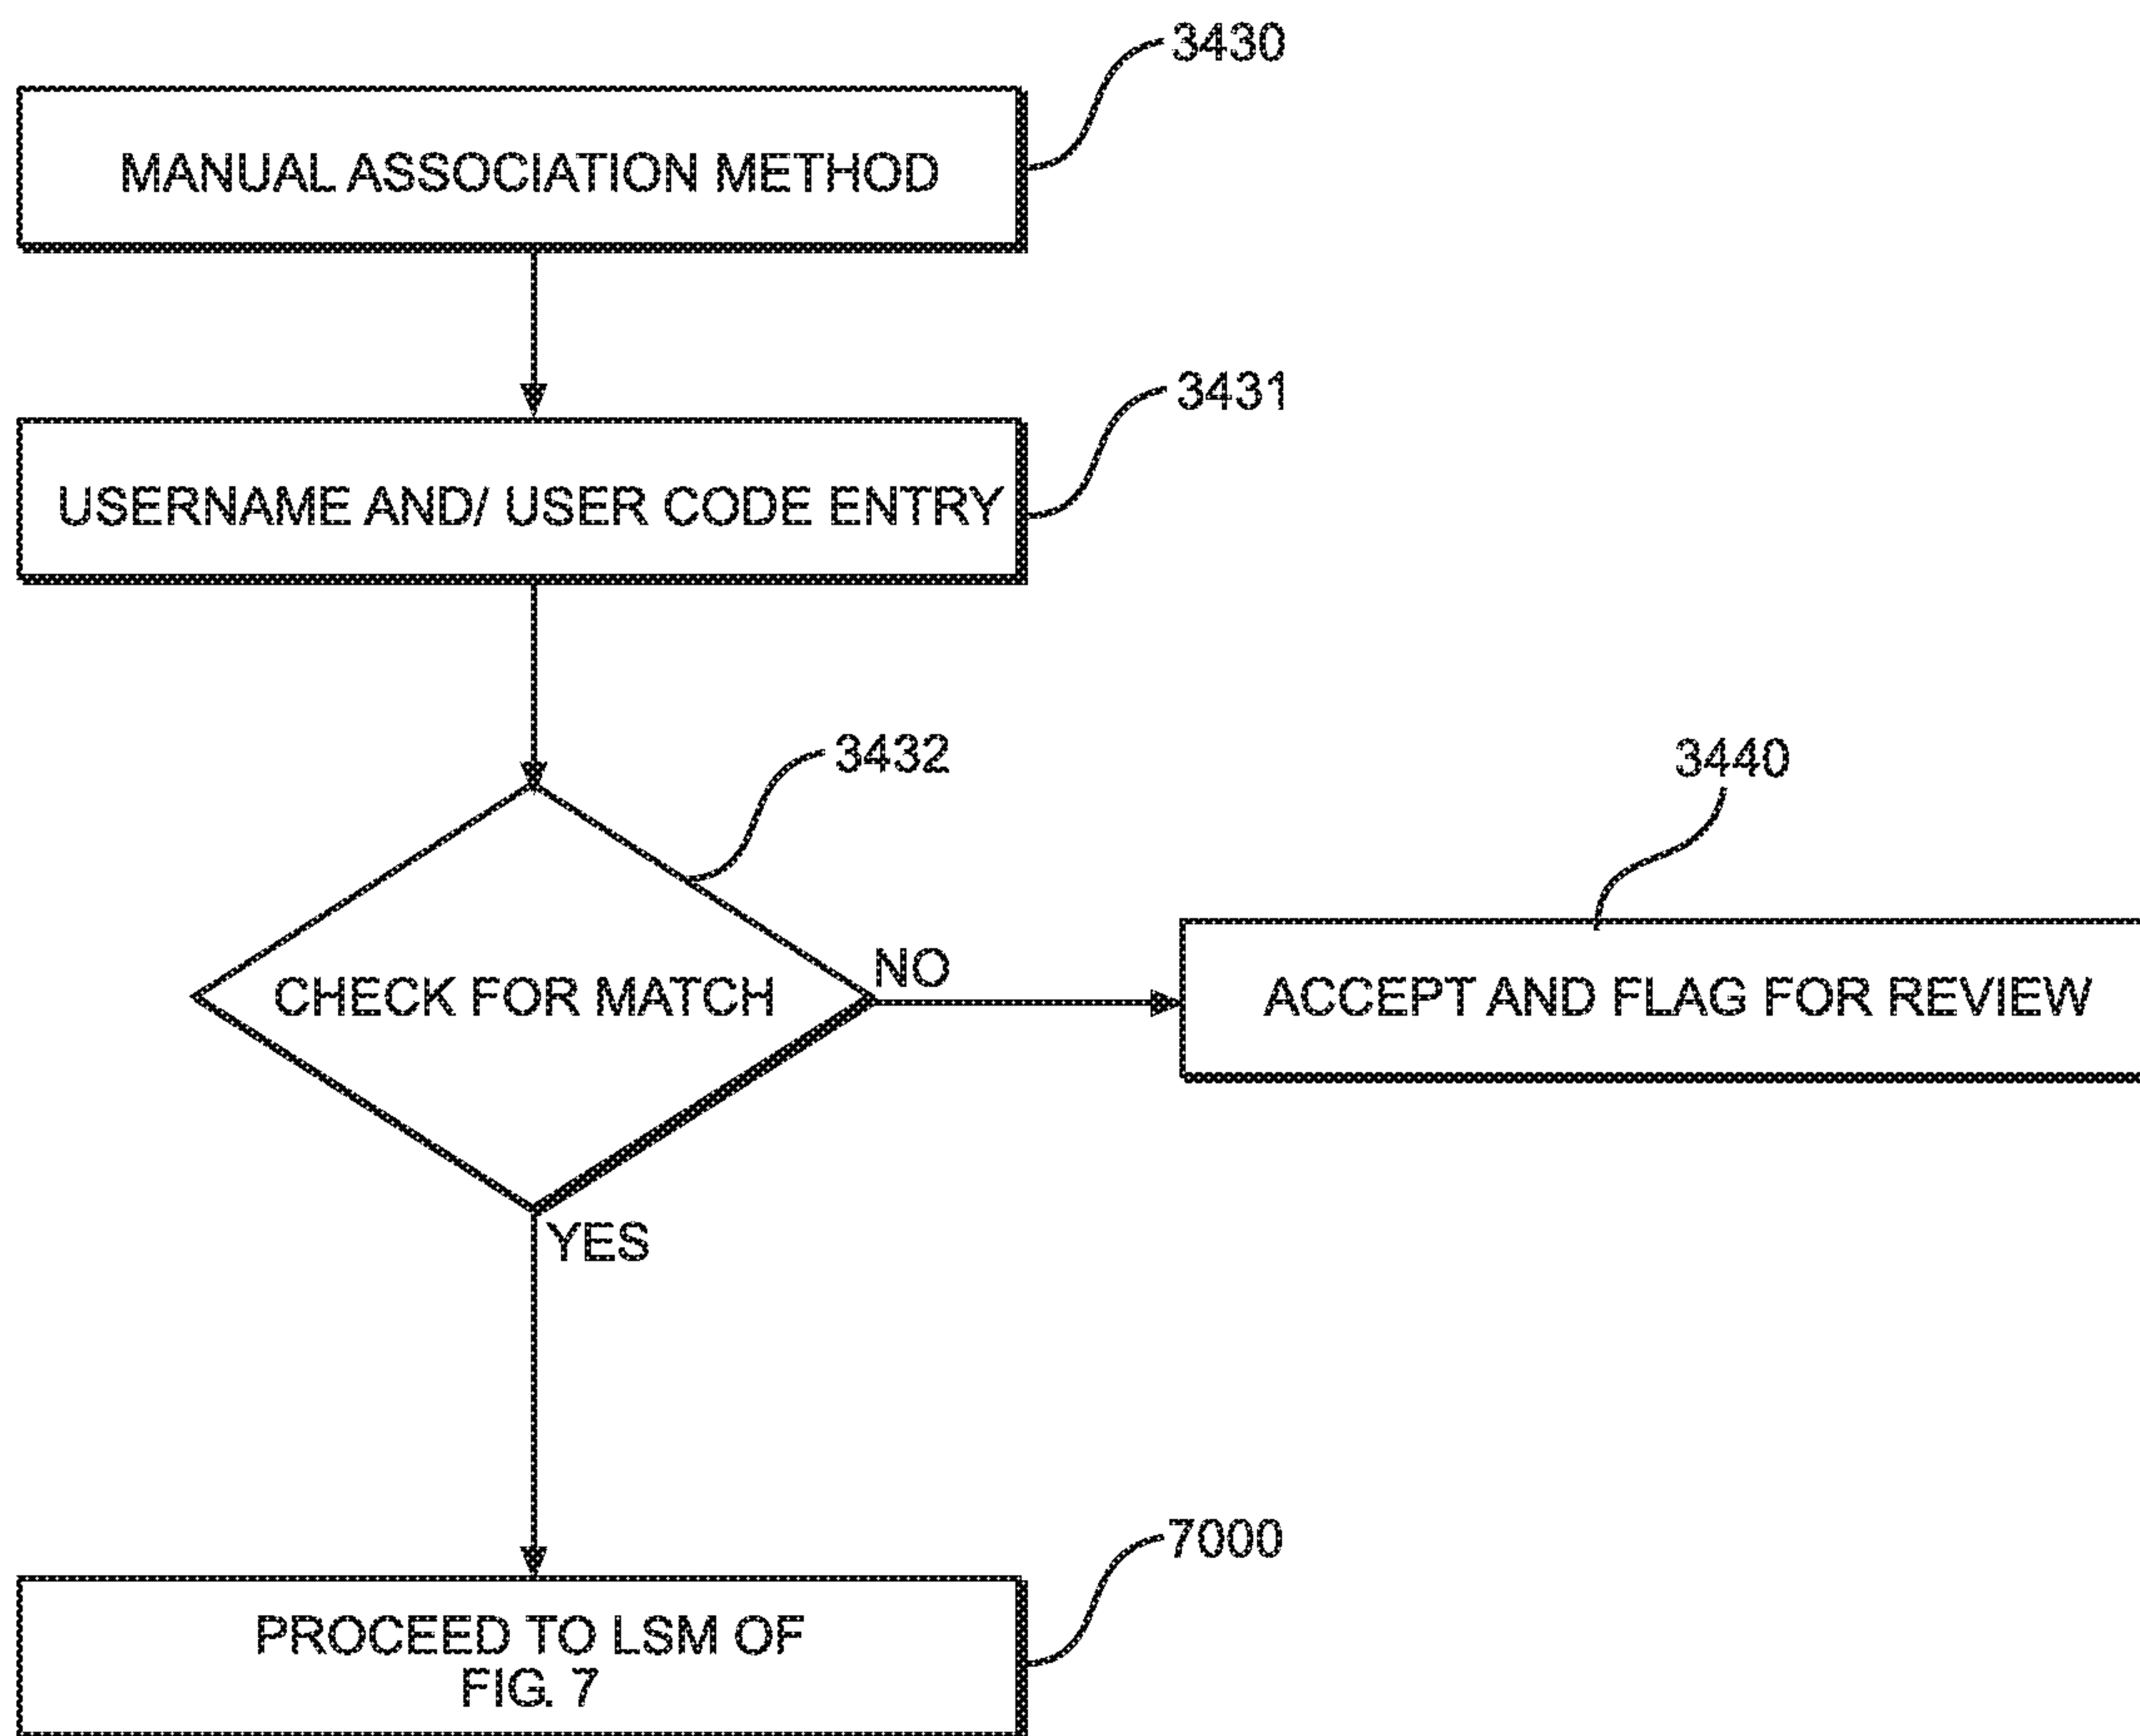 3430
MANUAL ASSOCIATION METHOD
3431
USERNAME AND/ USER CODE ENTRY
3432
3440
CHECK FOR MATCH
NO
ACCEPT AND FLAG FOR REVIEW
YES
7000
PROCEED TO LSM OF
FIG. 7